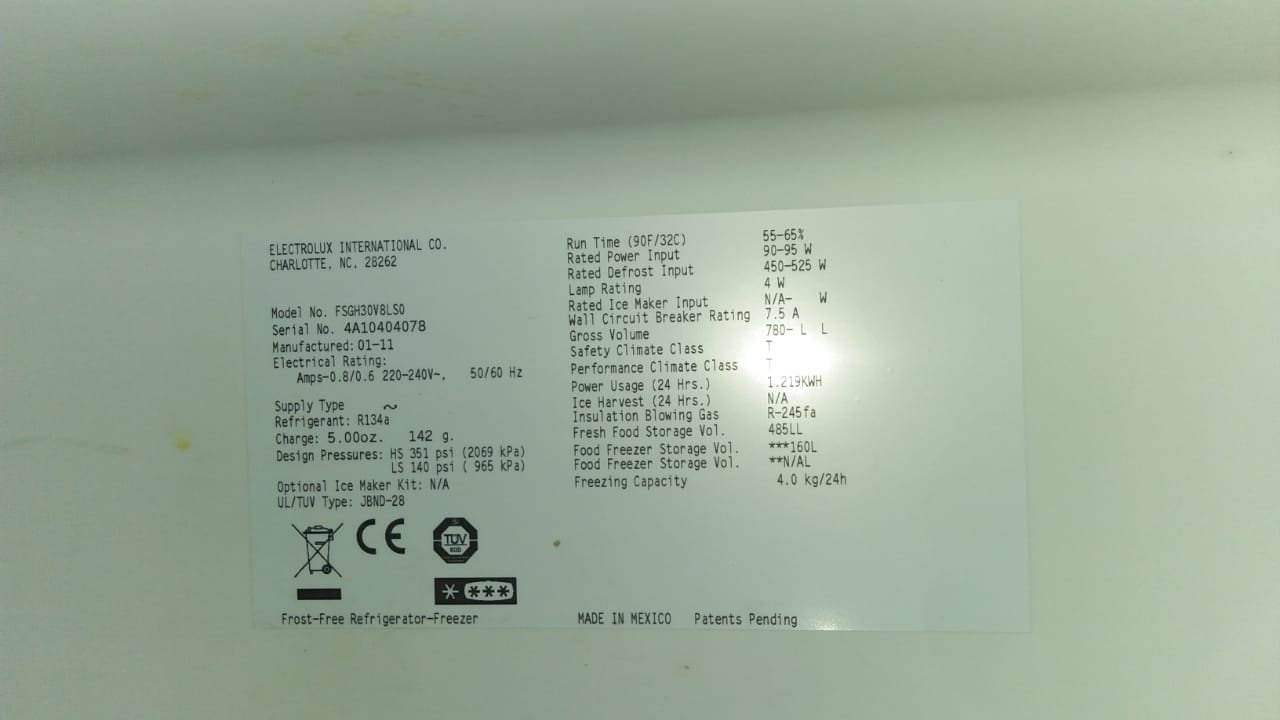 ELECTROLUX INTERNATIONAL CO.
CHARLOTTE, NC. 28262
Model No. FSGH30V8LS0
Serial No. 4A10404078
Manufactured: 01-11
Electrical Rating:
Amps-0.8/0.6 220-240V~, 50/60 Hz
Supply Type ~
Refrigerant: R134a
Charge: 5.00oz. 142 g.
Design Pressures: HS 351 psi (2069 kPa)
LS 140 psi ( 965 kPa)
Optional Ice Maker Kit: N/A
UL/TUV Type: JBND-28
CE
TUV
SUD
* ***
Frost-Free Refrigerator-Freezer
Run Time (90F/32C) 55-65%
Rated Power Input 90-95 W
Rated Defrost Input 450-525 W
Lamp Rating 4 W
Rated Ice Maker Input N/A- W
Wall Circuit Breaker Rating 7.5 A
Gross Volume 780- L L
Safety Climate Class T
Performance Climate Class T
Power Usage (24 Hrs.) 1.219KWH
Ice Harvest (24 Hrs.) N/A
Insulation Blowing Gas R-245fa
Fresh Food Storage Vol. 485LL
Food Freezer Storage Vol. ***160L
Food Freezer Storage Vol. **N/AL
Freezing Capacity 4.0 kg/24h
MADE IN MEXICO Patents Pending